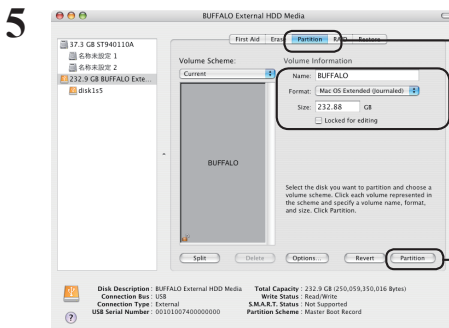 5
BUFFALO External HDD Media
First Aid Erase Partition RAID Restore
37.3 GB ST940110A
名称未設定 1
名称未設定 2
232.9 GB BUFFALO Exte...
disk1s5
Volume Scheme:
Current
BUFFALO
Volume Information
Name: BUFFALO
Format: Mac OS Extended (Journaled)
Size: 232.88 GB
Locked for editing
Select the disk you want to partition and choose a
volume scheme. Click each volume represented in
the scheme and specify a volume name, format,
and size. Click Partition.
Split Delete Options... Revert Partition
Disk Description : BUFFALO External HDD Media Total Capacity : 232.9 GB (250,059,350,016 Bytes)
Connection Bus : USB Write Status : Read/Write
Connection Type : External S.M.A.R.T. Status : Not Supported
USB Serial Number : 00101007400000000 Partition Scheme : Master Boot Record
?